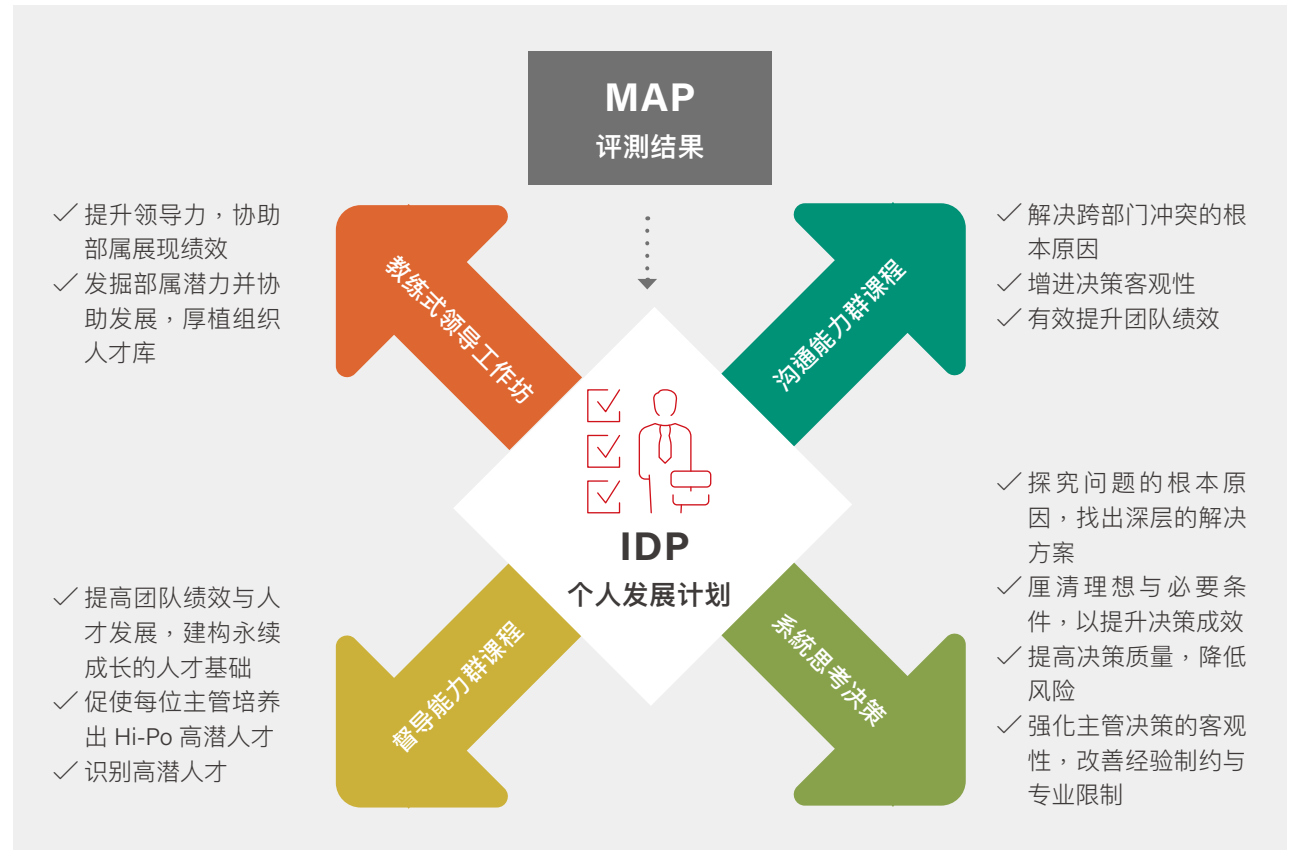 MAP
评測结果
提升领导力，协助
部属展现绩效
发掘部属潜力并协
助发展，厚植组织
人才库
教练式领导工作坊
沟通能力群课程
解决跨部门冲突的根
本原因
增进决策客观性
有效提升团队绩效
IDP
个人发展计划
提高团队绩效与人
才发展，建构永续
成长的人才基础
促使每位主管培养
出 Hi-Po 高潜人才
识别高潜人才
督导能力群课程
系統思考决策
探究问题的根本原
因，找出深层的解决
方案
厘清理想与必要条
件，以提升决策成效
提高决策质量，降低
风险
强化主管决策的客观
性，改善经验制约与
专业限制